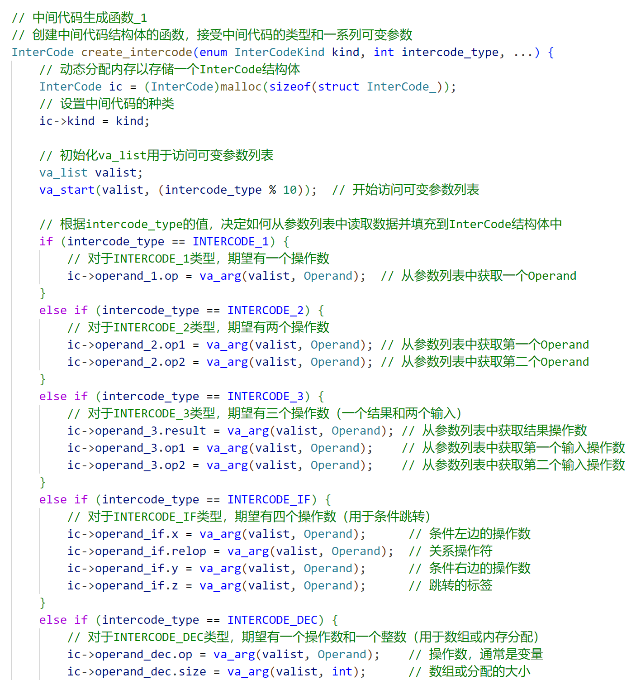 // 中间代码生成函数_1
// 创建中间代码结构体的函数，接受中间代码的类型和一系列可变参数
InterCode create_intercode(enum InterCodeKind kind, int intercode_type, ...) {
// 动态分配内存以存储一个InterCode结构体
InterCode ic = (InterCode)malloc(sizeof(struct InterCode_));
// 设置中间代码的种类
ic->kind = kind;
// 初始化va_list用于访问可变参数列表
va_list valist;
va_start(valist, (intercode_type % 10));  // 开始访问可变参数列表
// 根据intercode_type的值，决定如何从参数列表中读取数据并填充到InterCode结构体中
if (intercode_type == INTERCODE_1) {
// 对于INTERCODE_1类型，期望有一个操作数
ic->operand_1.op = va_arg(valist, Operand);  // 从参数列表中获取一个Operand
}
else if (intercode_type == INTERCODE_2) {
// 对于INTERCODE_2类型，期望有两个操作数
ic->operand_2.op1 = va_arg(valist, Operand); // 从参数列表中获取第一个Operand
ic->operand_2.op2 = va_arg(valist, Operand); // 从参数列表中获取第二个Operand
}
else if (intercode_type == INTERCODE_3) {
// 对于INTERCODE_3类型，期望有三个操作数（一个结果和两个输入）
ic->operand_3.result = va_arg(valist, Operand); // 从参数列表中获取结果操作数
ic->operand_3.op1 = va_arg(valist, Operand);    // 从参数列表中获取第一个输入操作数
ic->operand_3.op2 = va_arg(valist, Operand);    // 从参数列表中获取第二个输入操作数
}
else if (intercode_type == INTERCODE_IF) {
// 对于INTERCODE_IF类型，期望有四个操作数（用于条件跳转）
ic->operand_if.x = va_arg(valist, Operand);      // 条件左边的操作数
ic->operand_if.relop = va_arg(valist, Operand);  // 关系操作符
ic->operand_if.y = va_arg(valist, Operand);      // 条件右边的操作数
ic->operand_if.z = va_arg(valist, Operand);      // 跳转的标签
}
else if (intercode_type == INTERCODE_DEC) {
// 对于INTERCODE_DEC类型，期望有一个操作数和一个整数（用于数组或内存分配）
ic->operand_dec.op = va_arg(valist, Operand);    // 操作数，通常是变量
ic->operand_dec.size = va_arg(valist, int);      // 数组或分配的大小